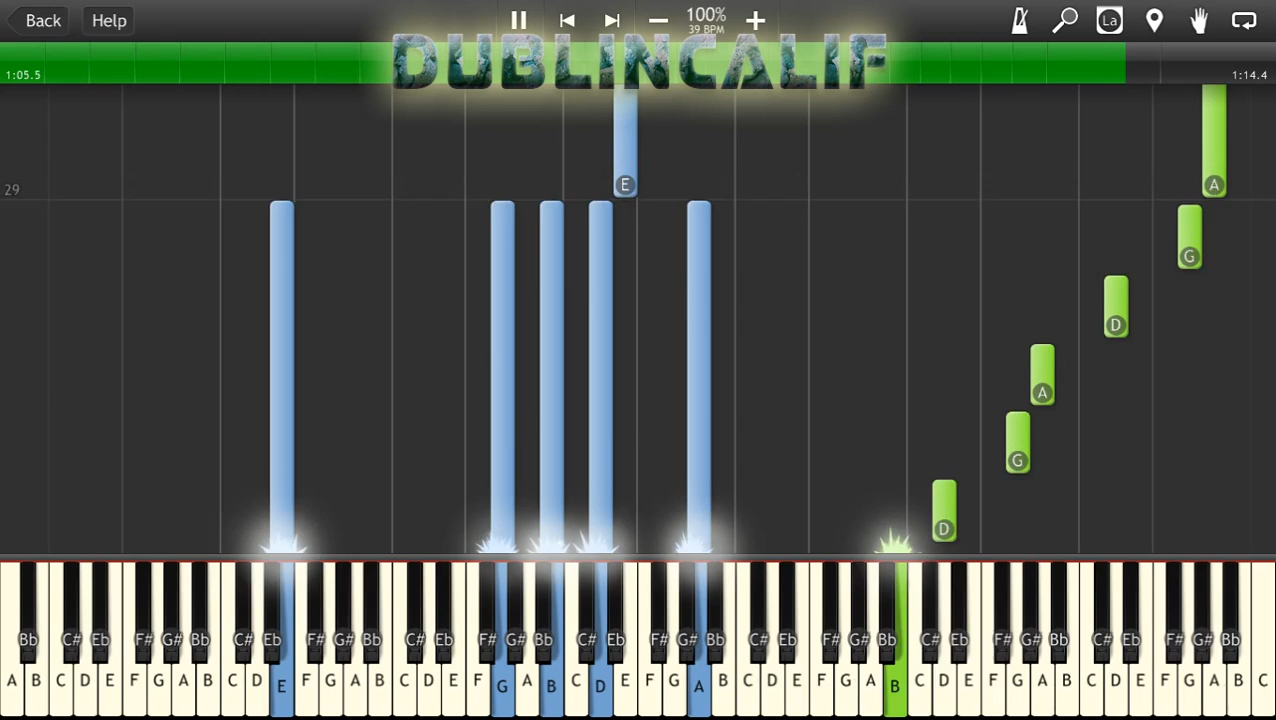 Back Help 100% La
39 BPM
DUBLINCALIF
1:05.5 1:14.4
E A
29
G
D
A
G
D
Bb C# Eb F# G# Bb C# Eb F# G# Bb C# Eb F# G# Bb C# Eb F# G# Bb C# Eb F# G# Bb C# Eb F# G# Bb C# Eb F# G# Bb
A B C D E F G A B C D E F G A B C D E F G A B C D E F G A B C D E F G A B C D E F G A B C D E F G A B C